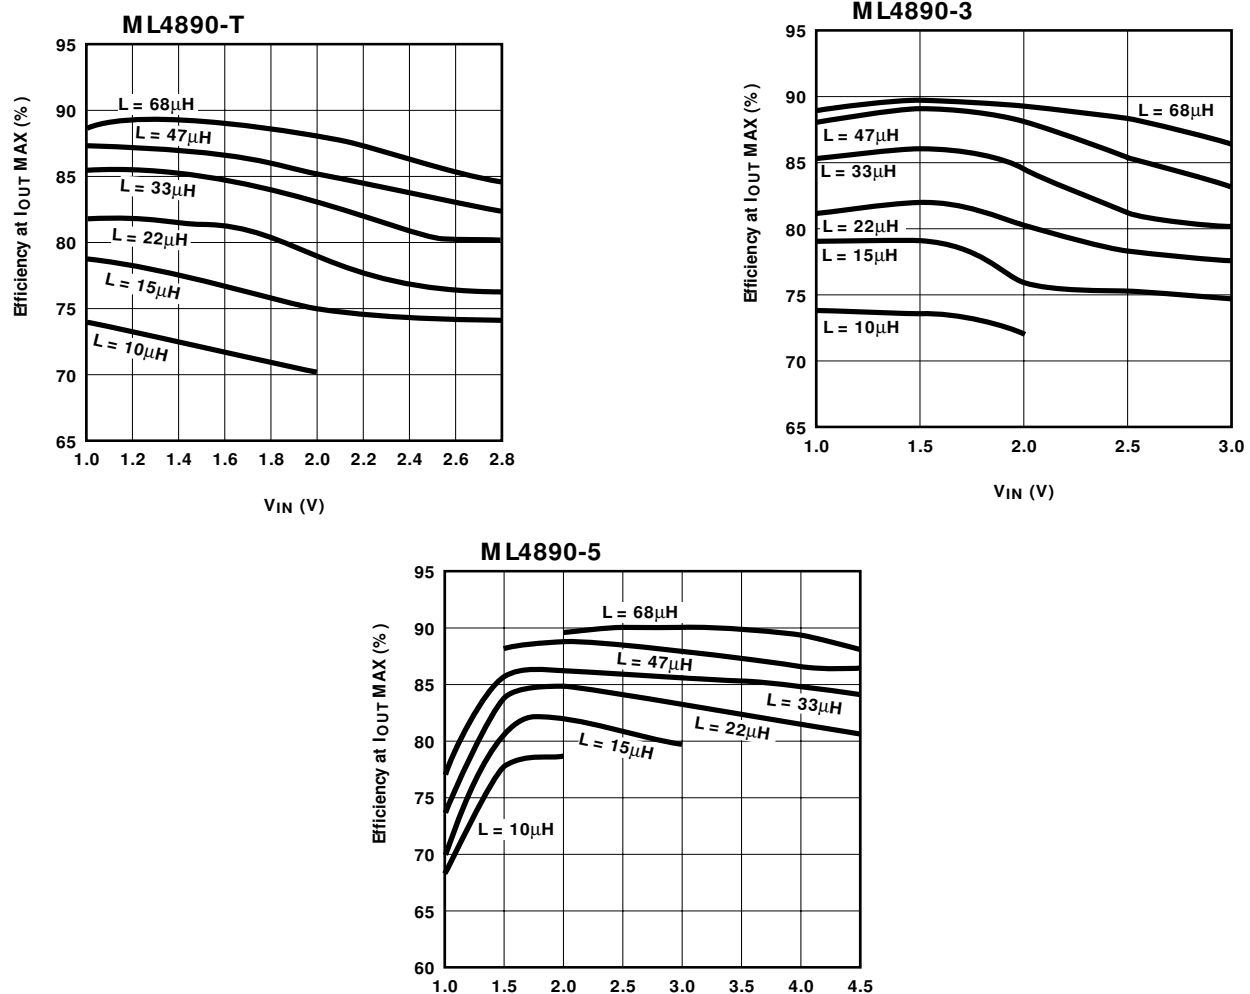 ML4890-T
95
90
85
80
75
70
65
Efficiency at IOUT MAX (%)
L = 68μH
L = 47μH
L = 33μH
L = 22μH
L = 15μH
L = 10μH
1.0 1.2 1.4 1.6 1.8 2.0 2.2 2.4 2.6 2.8
VIN (V)
ML4890-3
95
90
85
80
75
70
65
Efficiency at IOUT MAX (%)
L = 68μH
L = 47μH
L = 33μH
L = 22μH
L = 15μH
L = 10μH
1.0 1.5 2.0 2.5 3.0
VIN (V)
ML4890-5
95
90
85
80
75
70
65
60
Efficiency at IOUT MAX (%)
L = 68μH
L = 47μH
L = 33μH
L = 22μH
L = 15μH
L = 10μH
1.0 1.5 2.0 2.5 3.0 3.5 4.0 4.5